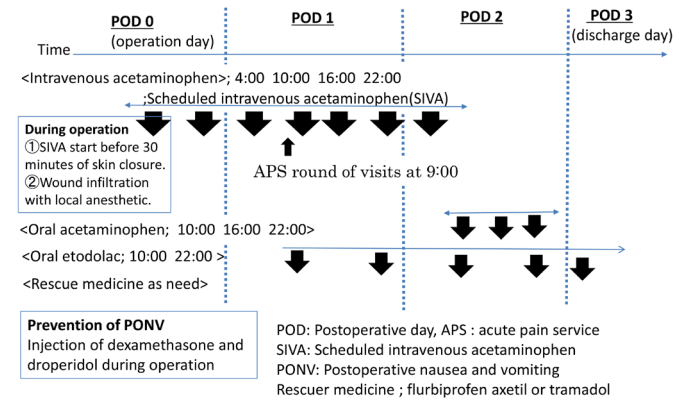 POD 0
(operation day)
POD 1
POD 2
POD 3
(discharge day)
Time
<Intravenous acetaminophen>; 4:00 10:00 16:00 22:00
;Scheduled intravenous acetaminophen(SIVA)
During operation
①SIVA start before 30
minutes of skin closure.
②Wound infiltration
with local anesthetic.
APS round of visits at 9:00
<Oral acetaminophen; 10:00 16:00 22:00>
<Oral etodolac; 10:00 22:00 >
<Rescue medicine as need>
Prevention of PONV
Injection of dexamethasone and
droperidol during operation
POD: Postoperative day, APS : acute pain service
SIVA: Scheduled intravenous acetaminophen
PONV: Postoperative nausea and vomiting
Rescuer medicine ; flurbiprofen axetil or tramadol